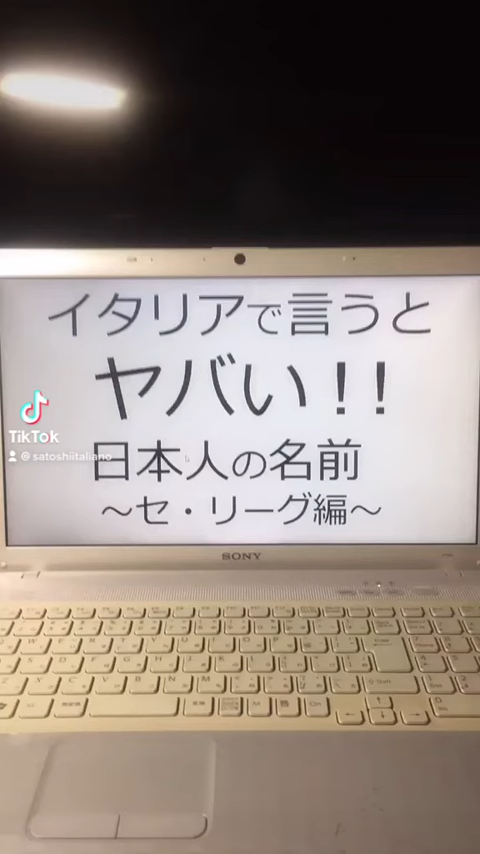 イタリアで言うと
ヤバい！！
日本人の名前
～セ・リーグ編～
TikTok
@satoshiitaliano
SONY